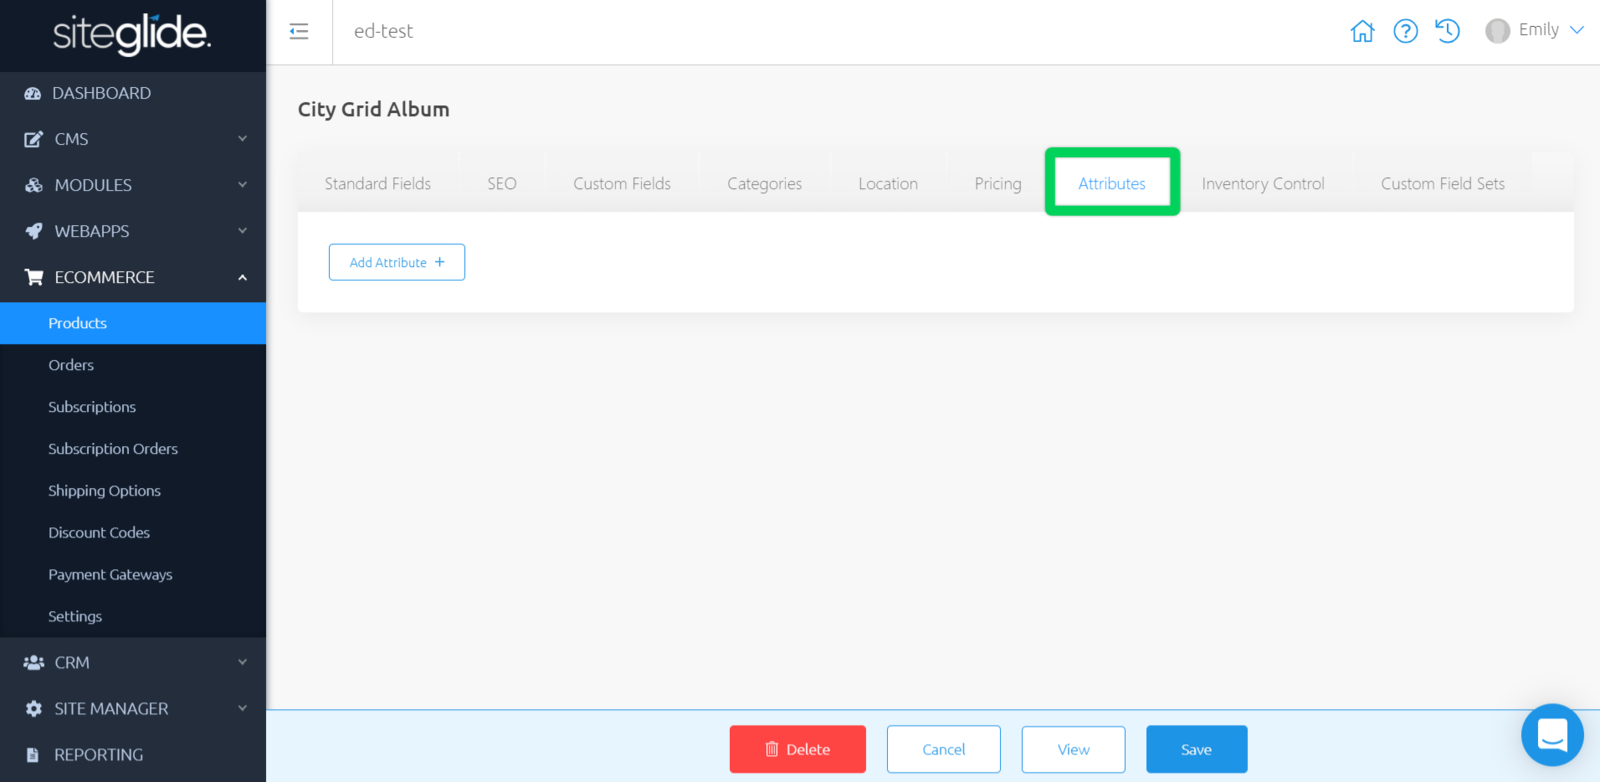 siteglide.
ed-test
Emily
DASHBOARD
CMS
MODULES
WEBAPPS
ECOMMERCE
Products
Orders
Subscriptions
Subscription Orders
Shipping Options
Discount Codes
Payment Gateways
Settings
CRM
SITE MANAGER
REPORTING
City Grid Album
Standard Fields SEO Custom Fields Categories Location Pricing Attributes Inventory Control Custom Field Sets
Add Attribute +
Delete Cancel View Save